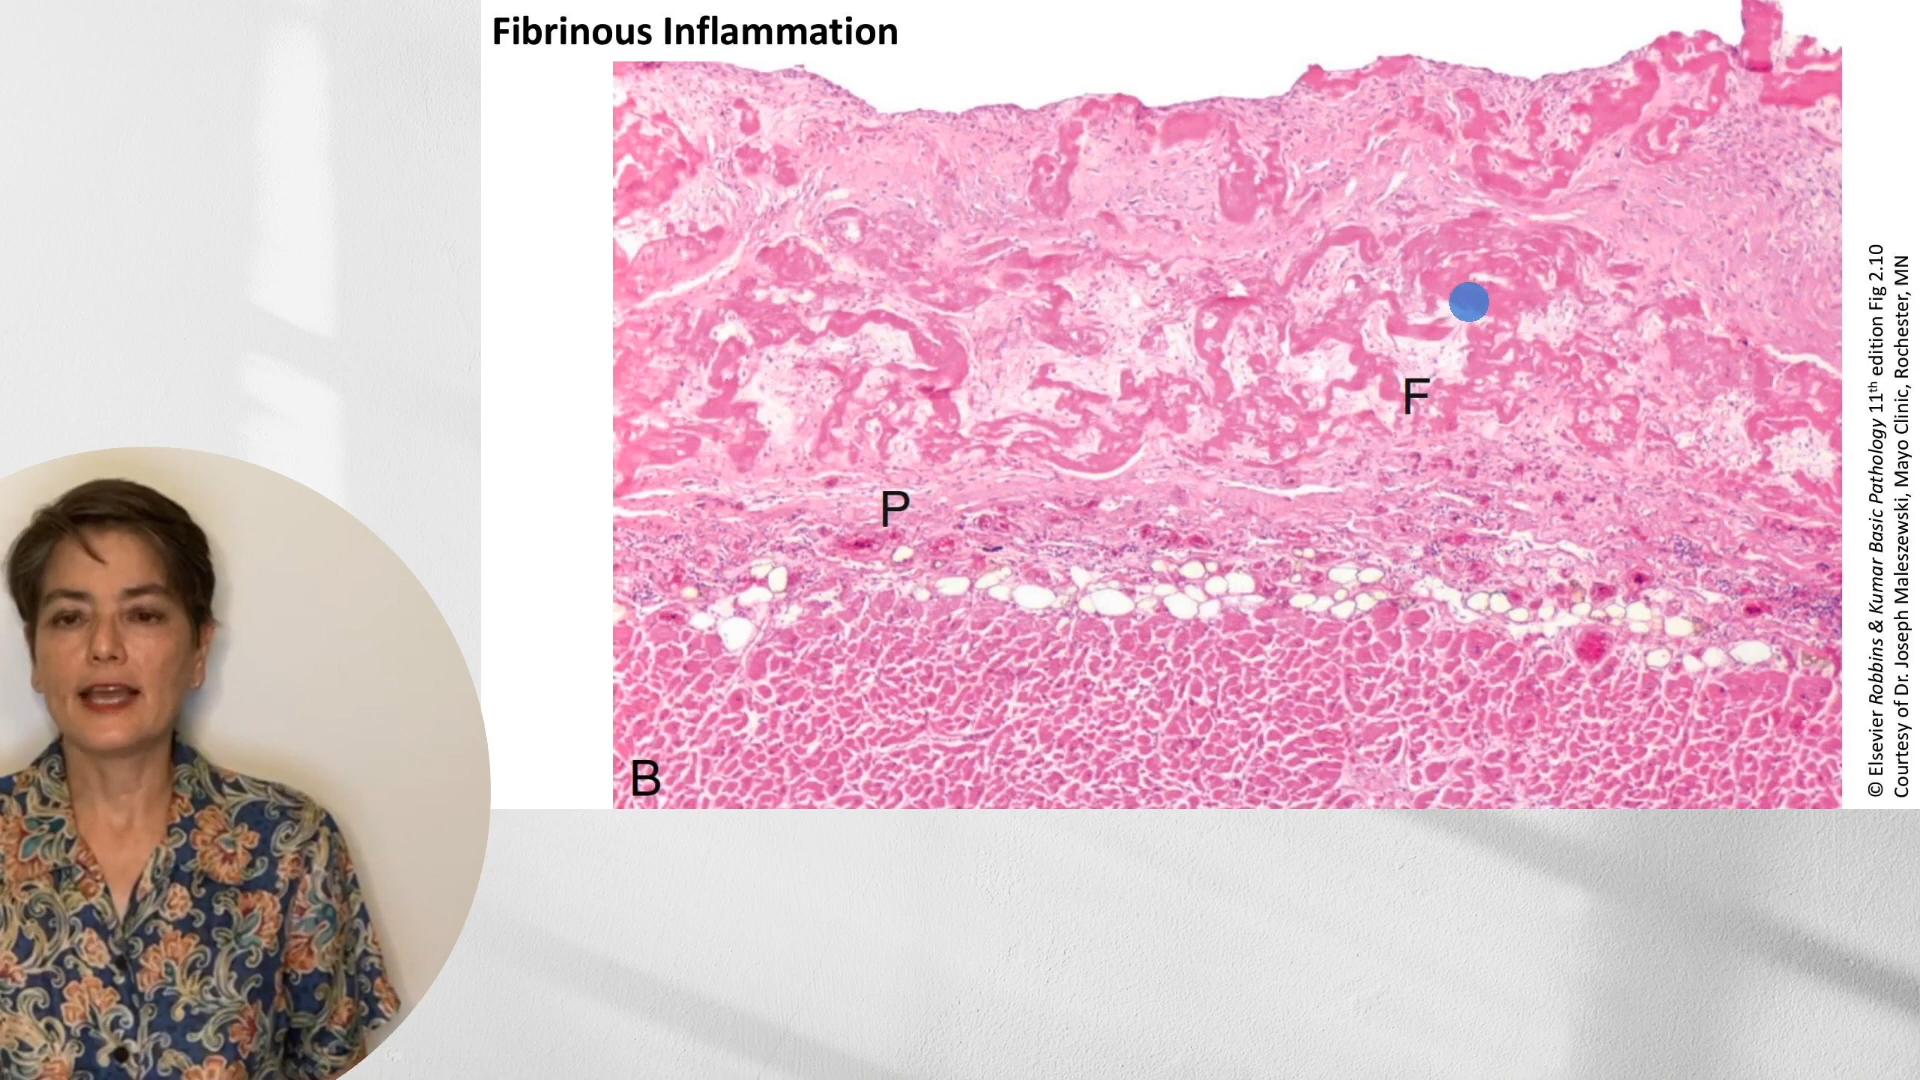 Fibrinous Inflammation
F
P
B
© Elsevier Robbins & Kumar Basic Pathology 11th edition Fig 2.10
Courtesy of Dr. Joseph Maleszewski, Mayo Clinic, Rochester, MN